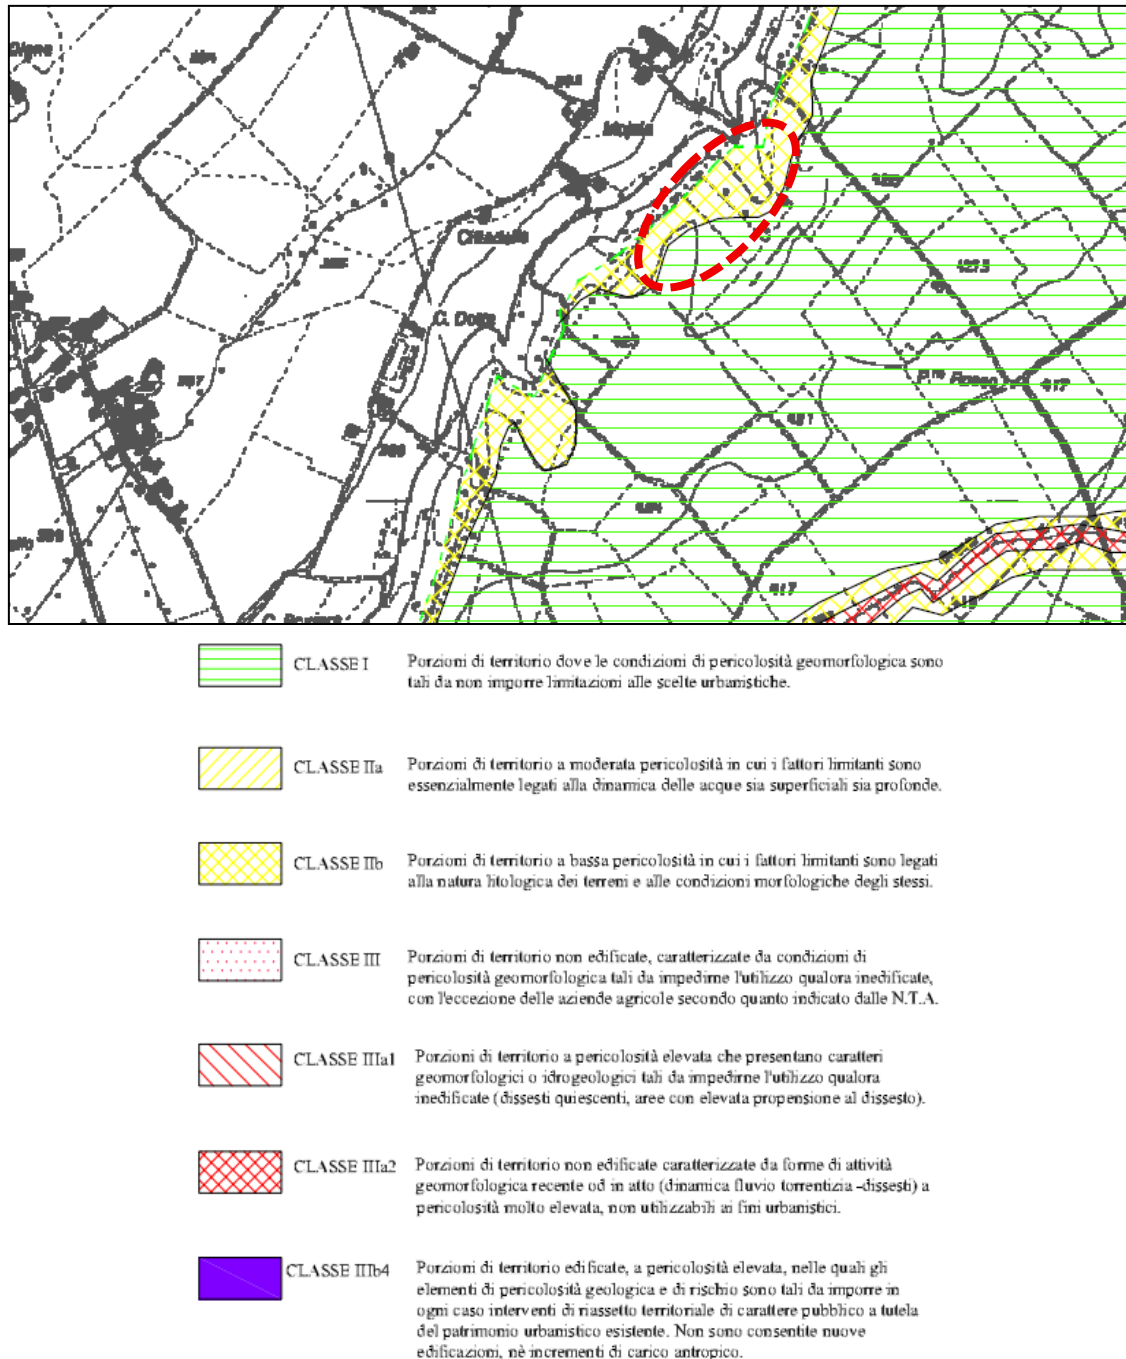 387
C. Dotta
421
417
417
CLASSE I
Porzioni di territorio dove le condizioni di pericolosità geomorfologica sono
tali da non imporre limitazioni alle scelte urbanistiche.
CLASSE IIa
Porzioni di territorio a moderata pericolosità in cui i fattori limitanti sono
essenzialmente legati alla dinamica delle acque sia superficiali sia profonde.
CLASSE IIb
Porzioni di territorio a bassa pericolosità in cui i fattori limitanti sono legati
alla natura litologica dei terreni e alle condizioni morfologiche degli stessi.
CLASSE III
Porzioni di territorio non edificate, caratterizzate da condizioni di
pericolosità geomorfologica tali da impedirne l'utilizzo qualora inedificate,
con l'eccezione delle aziende agricole secondo quanto indicato dalle N.T.A.
CLASSE IIIa1
Porzioni di territorio a pericolosità elevata che presentano caratteri
geomorfologici o idrogeologici tali da impedirne l'utilizzo qualora
inedificate (dissesti quiescenti, aree con elevata propensione al dissesto).
CLASSE IIIa2
Porzioni di territorio non edificate caratterizzate da forme di attività
geomorfologica recente od in atto (dinamica fluvio torrentizia -dissesti) a
pericolosità molto elevata, non utilizzabili ai fini urbanistici.
CLASSE IIIb4
Porzioni di territorio edificate, a pericolosità elevata, nelle quali gli
elementi di pericolosità geologica e di rischio sono tali da imporre in
ogni caso interventi di riassetto territoriale di carattere pubblico a tutela
del patrimonio urbanistico esistente. Non sono consentite nuove
edificazioni, nè incrementi di carico antropico.